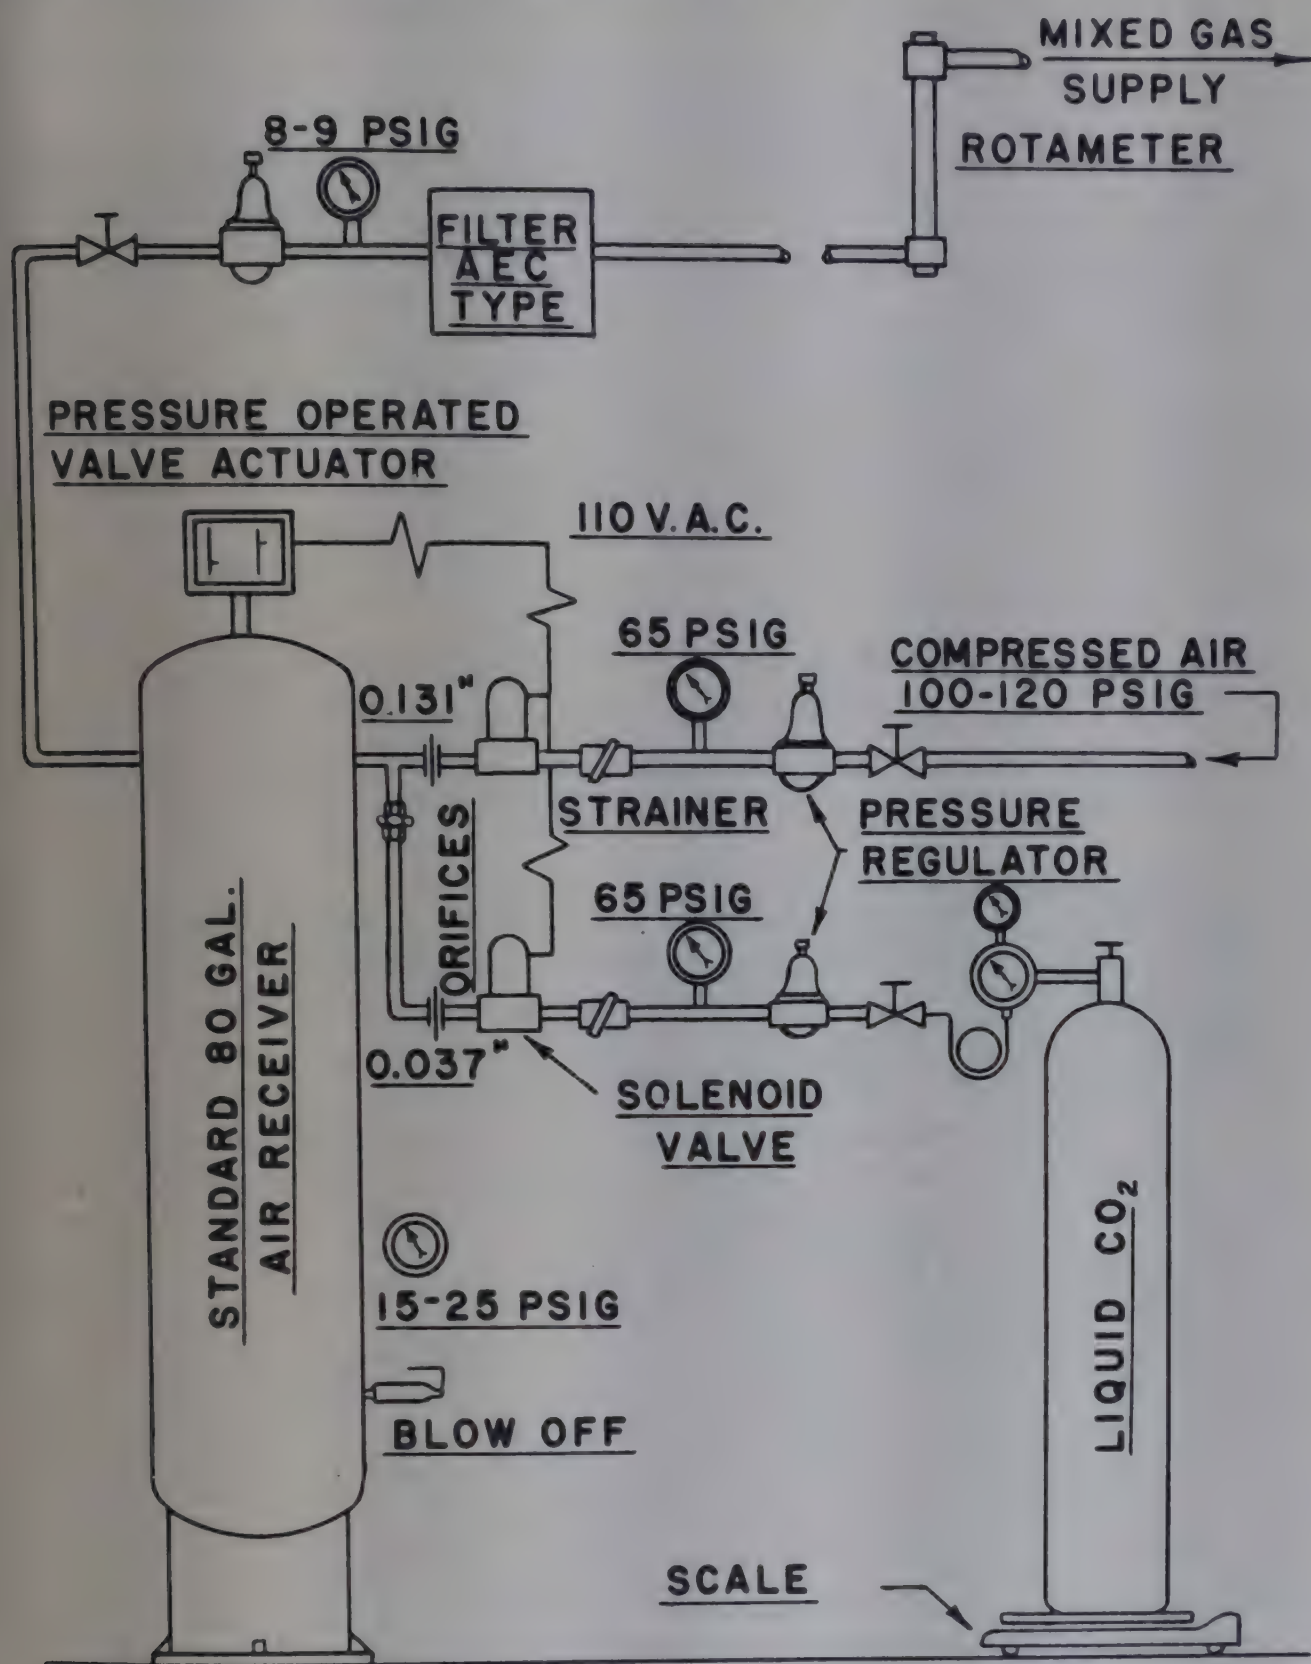 MIXED GAS
SUPPLY
ROTAMETER
8-9 PSIG
FILTER
AEC
TYPE
PRESSURE OPERATED
VALVE ACTUATOR
110 V.A.C.
65 PSIG
COMPRESSED AIR
100-120 PSIG
0.131"
STRAINER
PRESSURE
REGULATOR
ORIFICES
65 PSIG
0.037"
SOLENOID
VALVE
STANDARD 80 GAL.
AIR RECEIVER
15-25 PSIG
BLOW OFF
LIQUID CO₂
SCALE